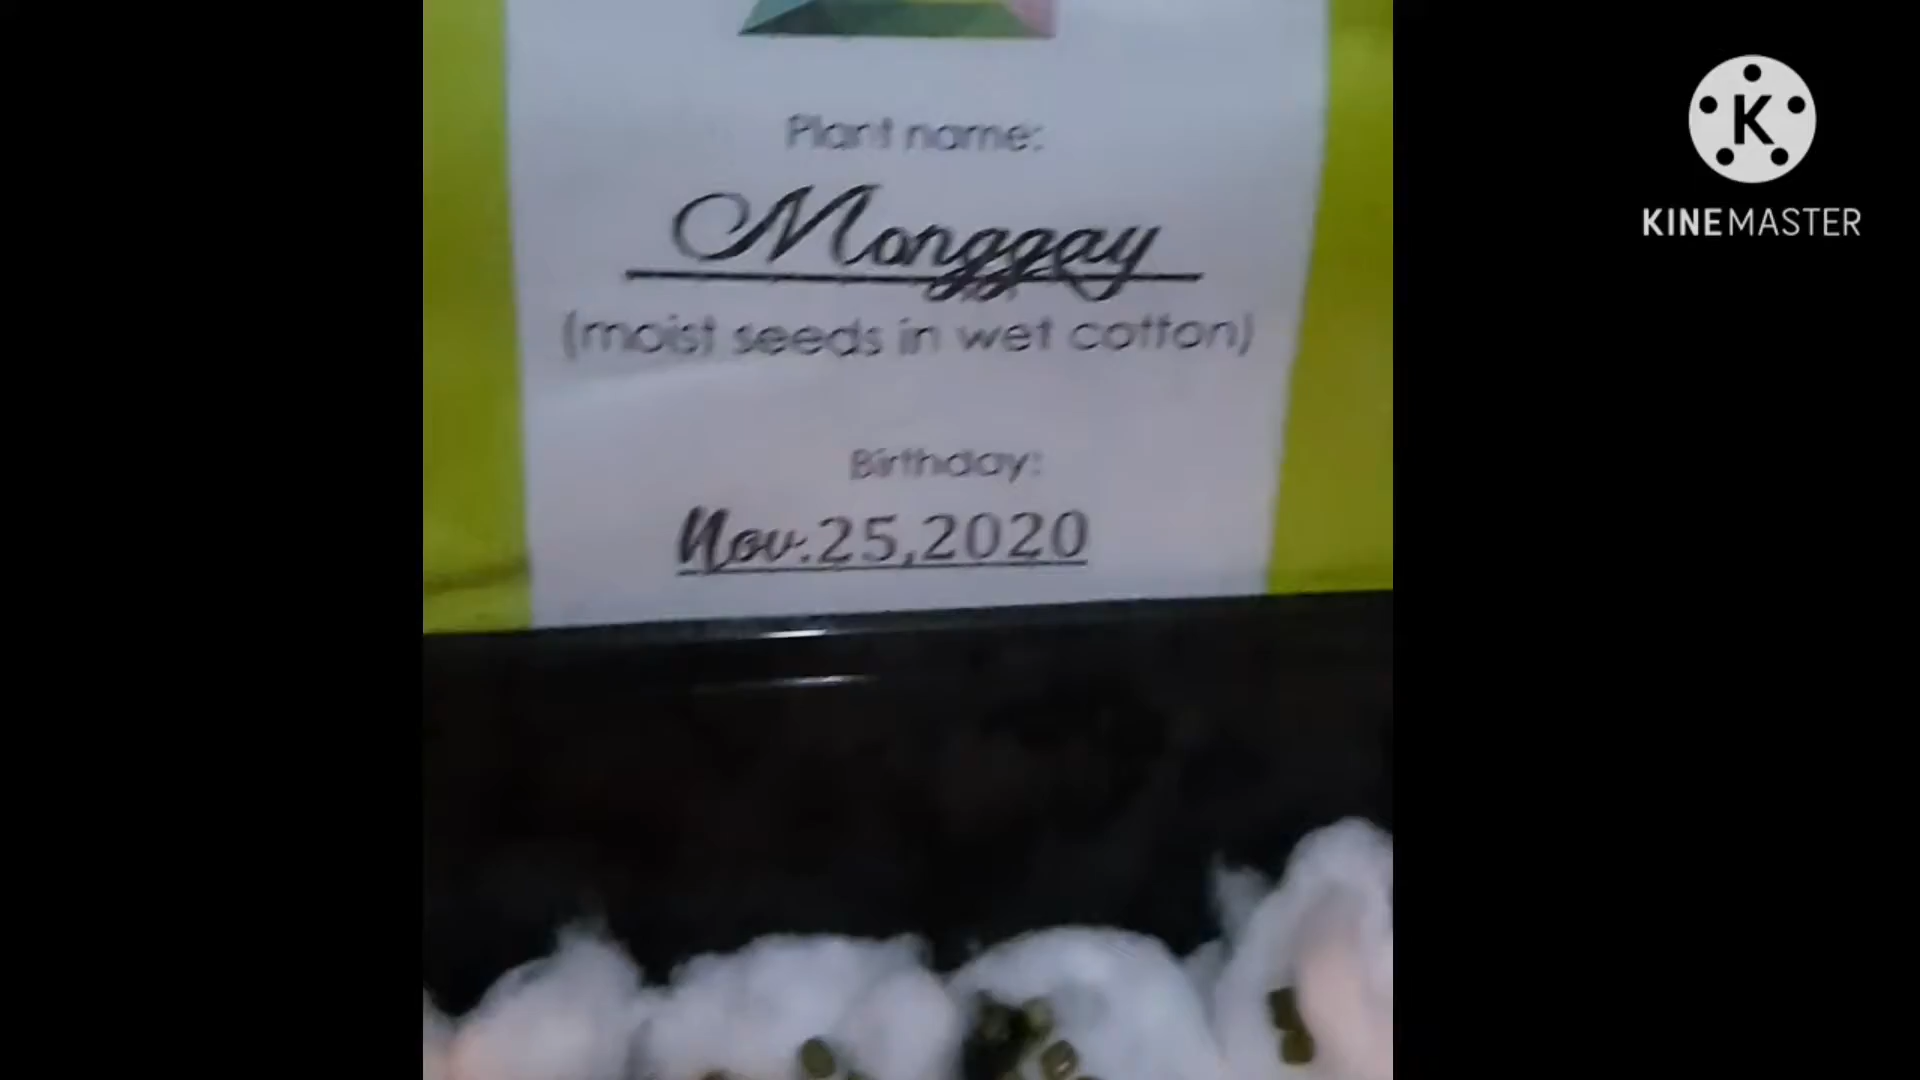 Plant name:
Monggay
(moist seeds in wet cotton)
Birthday:
Nov.25,2020
K
KINEMASTER